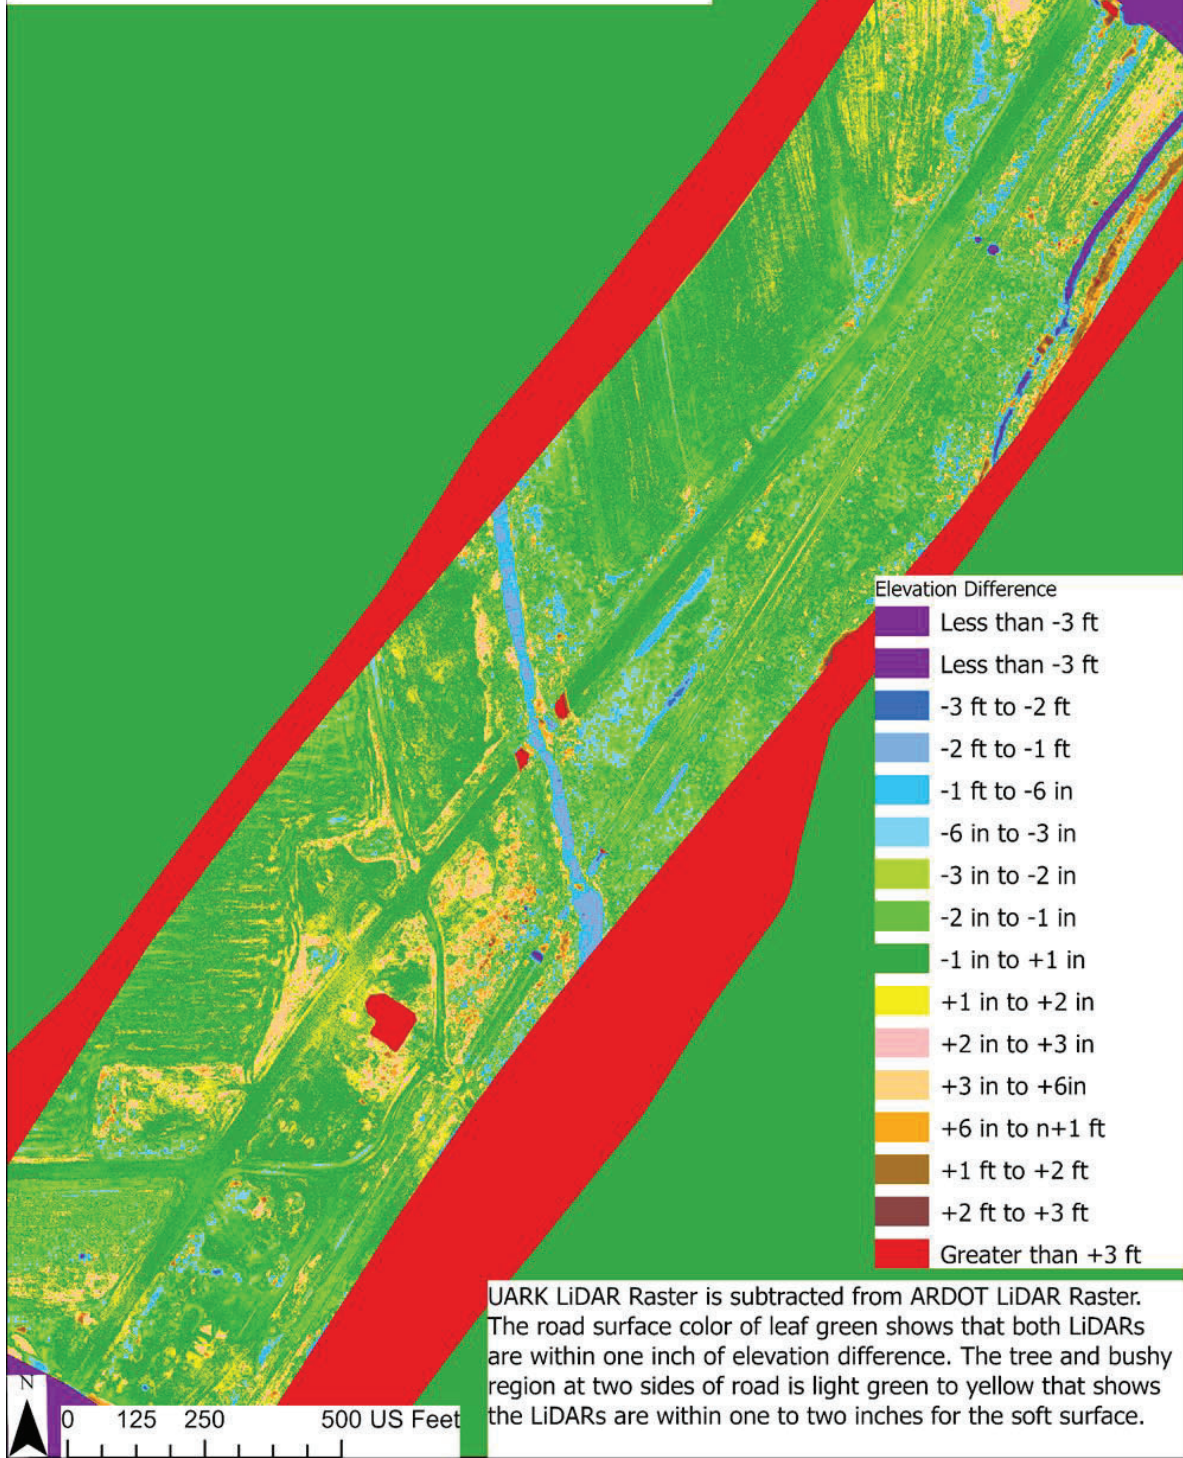 Elevation Difference
Less than -3 ft
Less than -3 ft
-3 ft to -2 ft
-2 ft to -1 ft
-1 ft to -6 in
-6 in to -3 in
-3 in to -2 in
-2 in to -1 in
-1 in to +1 in
+1 in to +2 in
+2 in to +3 in
+3 in to +6in
+6 in to n+1 ft
+1 ft to +2 ft
+2 ft to +3 ft
Greater than +3 ft
UARK LiDAR Raster is subtracted from ARDOT LiDAR Raster.
The road surface color of leaf green shows that both LiDARs
are within one inch of elevation difference. The tree and bushy
region at two sides of road is light green to yellow that shows
the LiDARs are within one to two inches for the soft surface.
N
0 125 250 500 US Feet